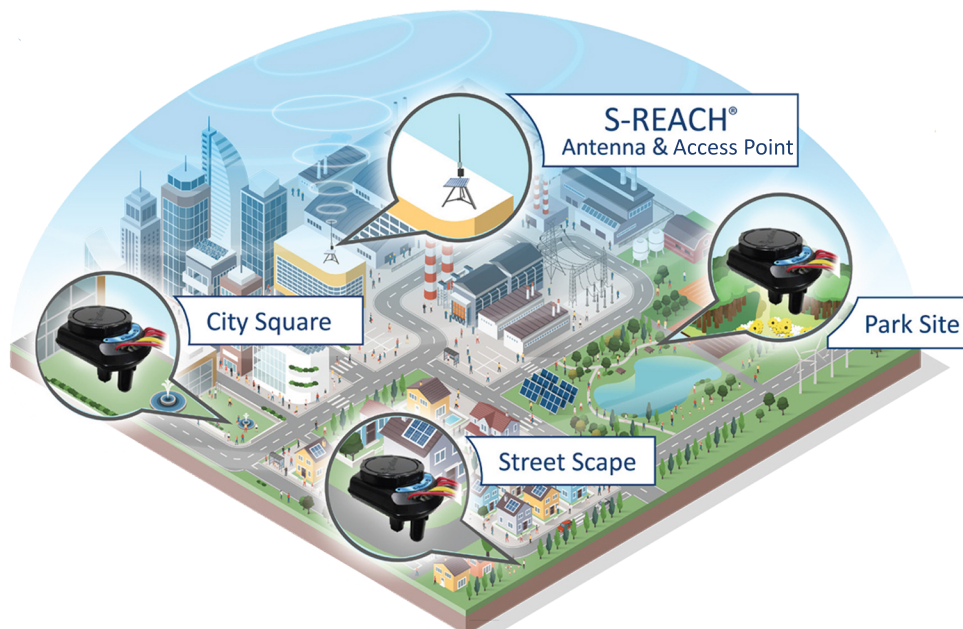 S-REACH®
Antenna & Access Point
City Square
Park Site
Street Scape